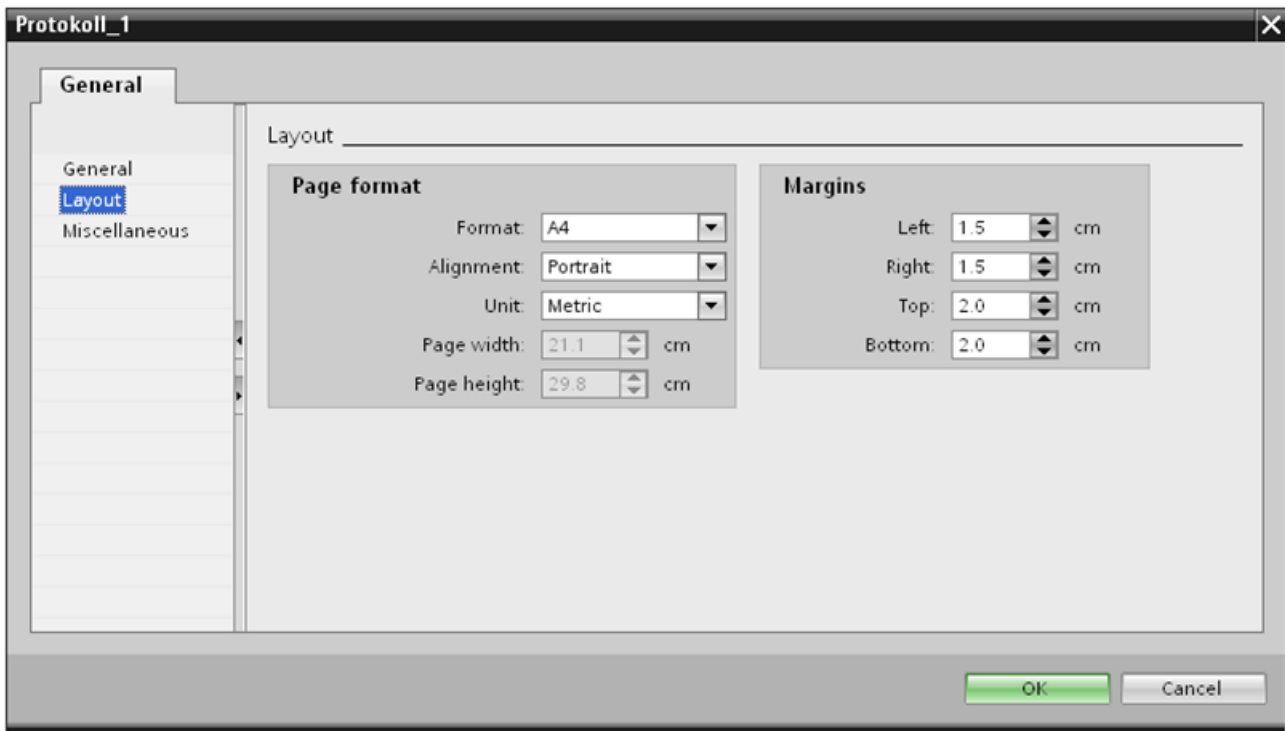 Protokoll_1
General
General
Layout
Miscellaneous
Layout
Page format
Format: A4
Alignment: Portrait
Unit: Metric
Page width: 21.1 cm
Page height: 29.8 cm
Margins
Left: 1.5 cm
Right: 1.5 cm
Top: 2.0 cm
Bottom: 2.0 cm
OK
Cancel